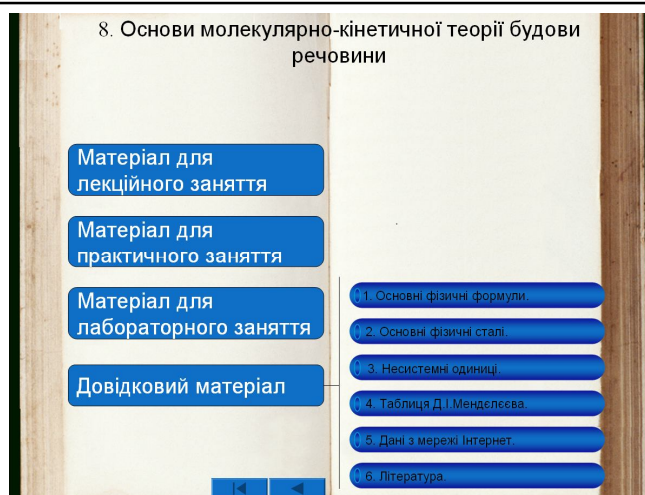 8. Основи молекулярно-кінетичної теорії будови
речовини
Матеріал для
лекційного заняття
Матеріал для
практичного заняття
Матеріал для
лабораторного заняття
Довідковий матеріал
1. Основні фізичні формули.
2. Основні фізичні сталі.
3. Несистемні одиниці.
4. Таблиця Д.І.Менделєєва.
5. Дані з мережі Інтернет.
6. Література.